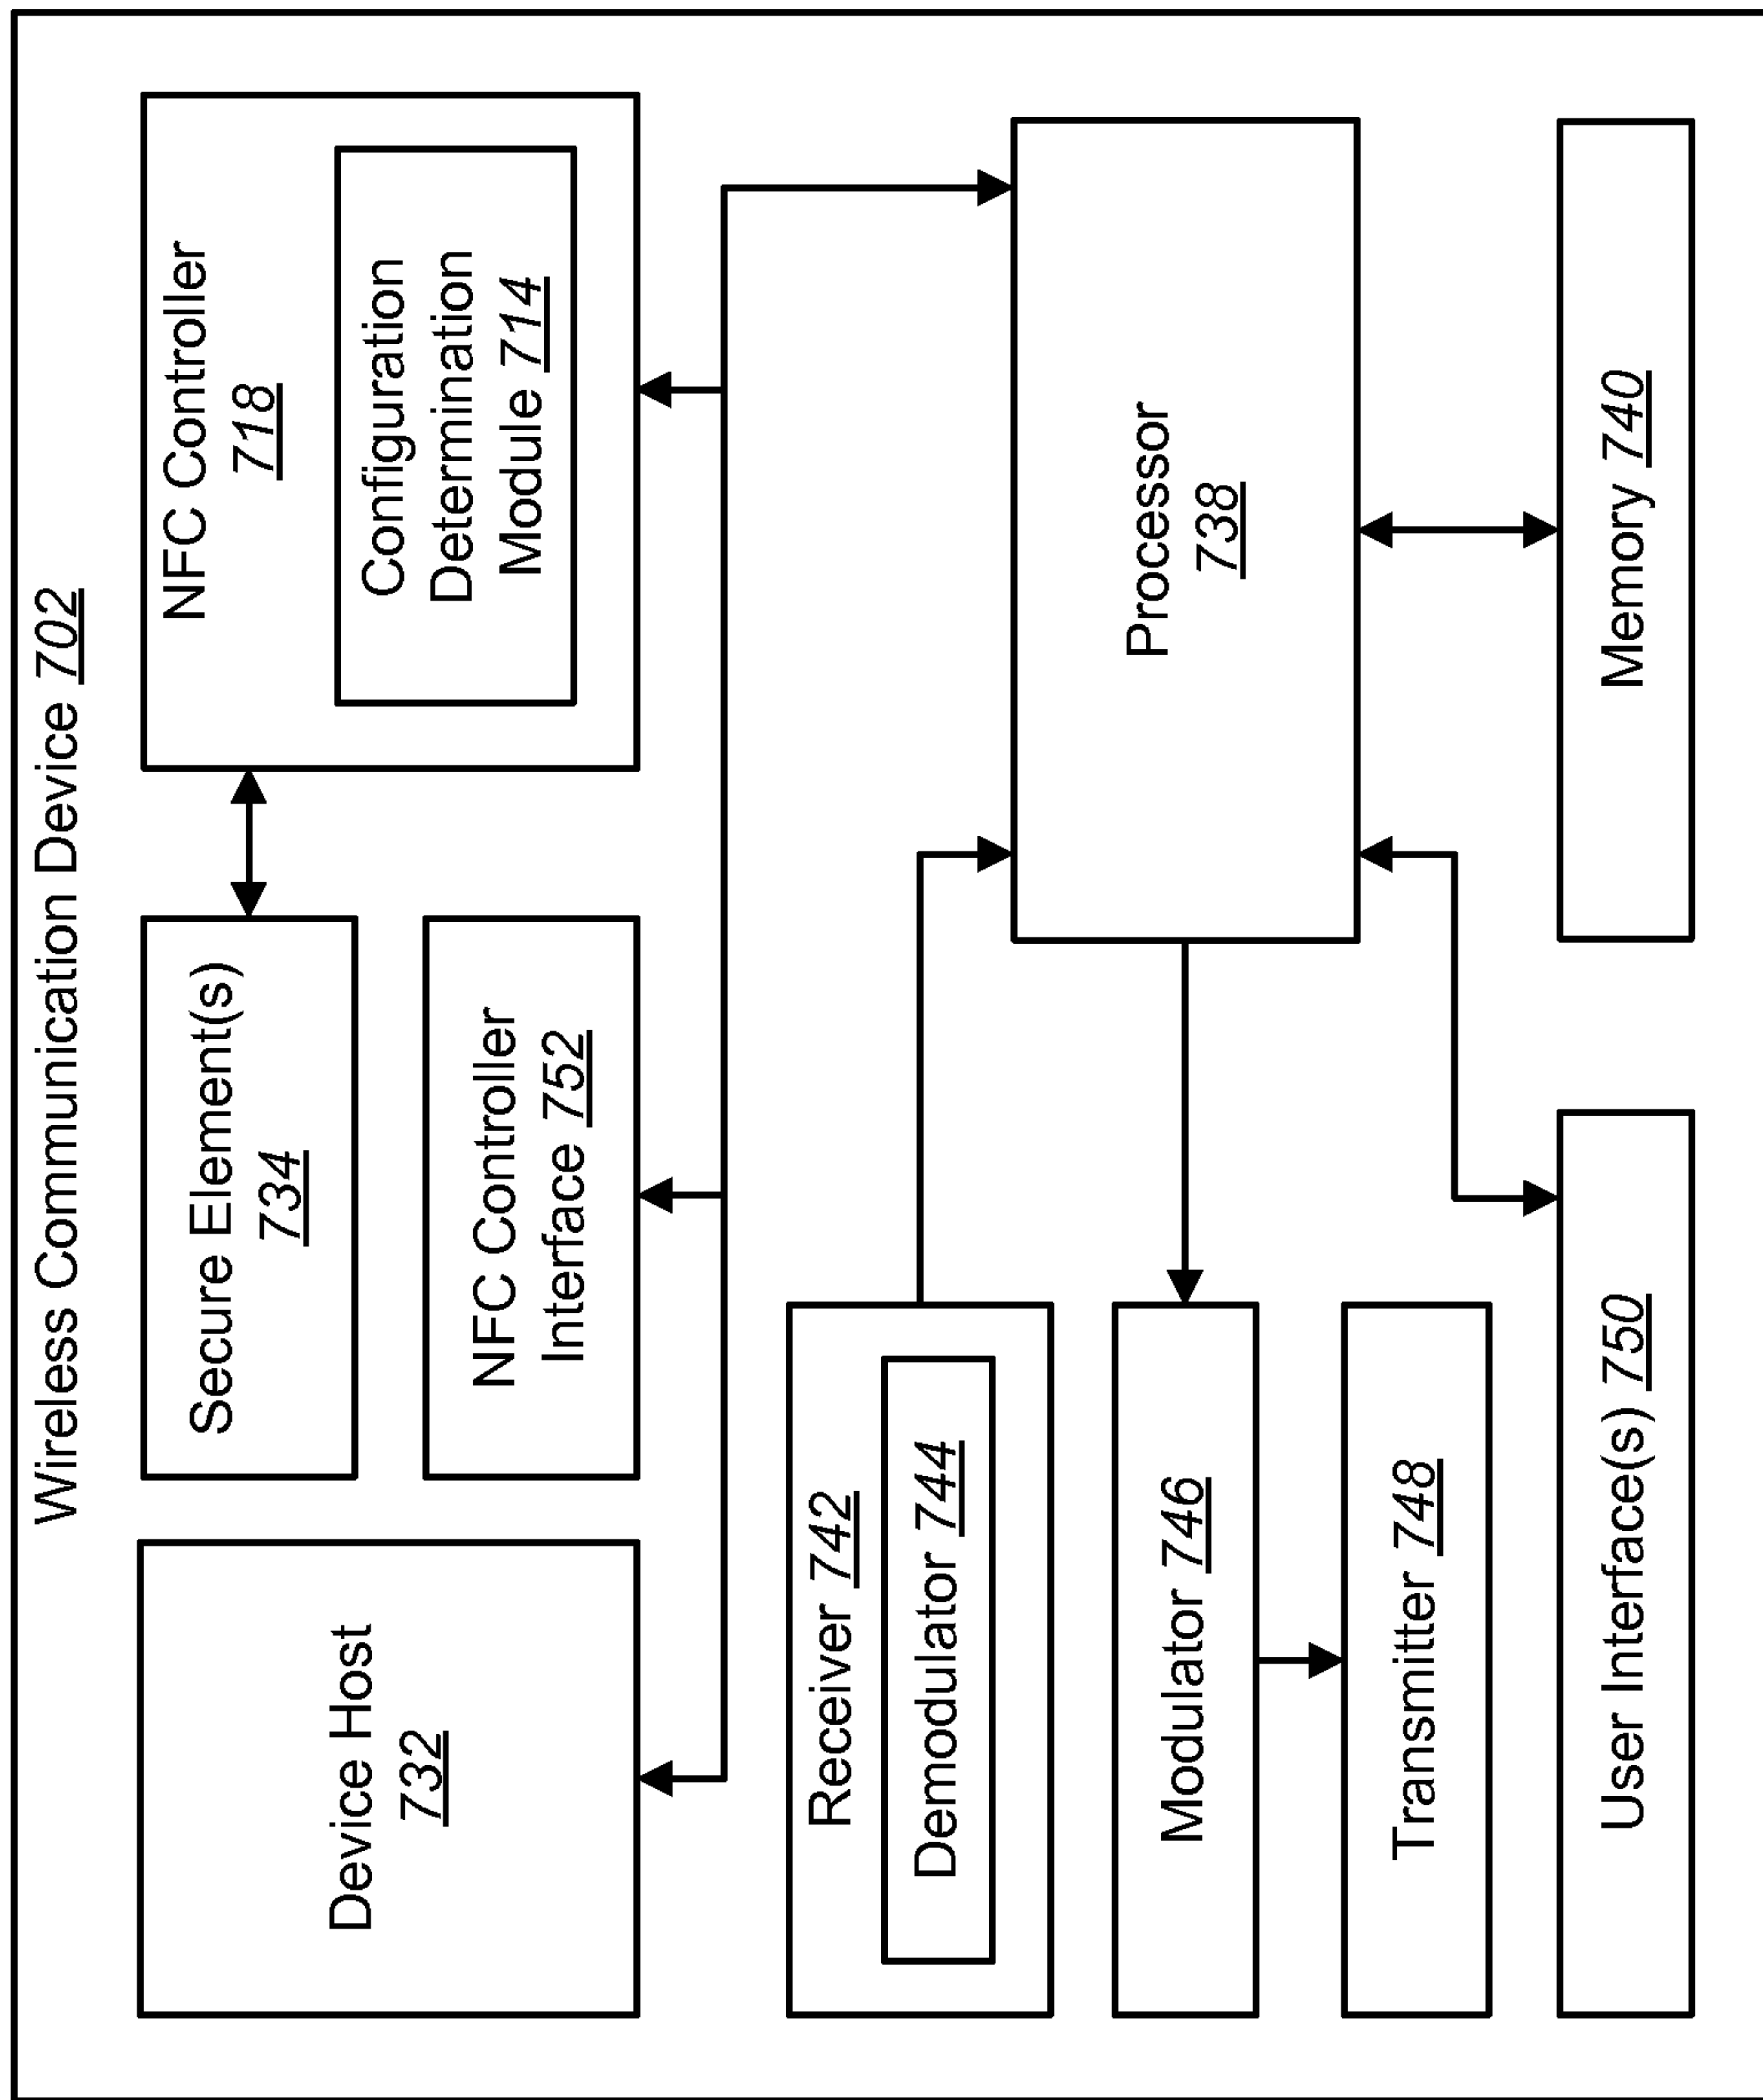 Wireless Communication Device 702
Device Host
732
Secure Element(s)
734
NFC Controller
Interface 752
NFC Controller
718
Configuration
Determination
Module 714
Receiver 742
Demodulator 744
Modulator 746
Transmitter 748
Processor
738
User Interface(s) 750
Memory 740